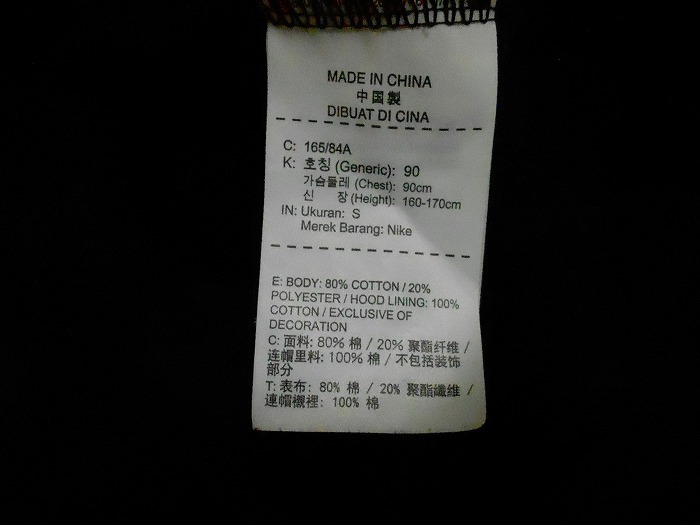 MADE IN CHINA
中国製
DIBUAT DI CINA
C: 165/84A
K: 호칭 (Generic): 90
가슴둘레 (Chest): 90cm
신 장 (Height): 160-170cm
IN: Ukuran: S
Merek Barang: Nike
E: BODY: 80% COTTON / 20%
POLYESTER / HOOD LINING: 100%
COTTON / EXCLUSIVE OF
DECORATION
C: 面料: 80% 棉 / 20% 聚酯纤维 /
连帽里料: 100% 棉 / 不包括装饰
部分
T: 表布: 80% 棉 / 20% 聚酯纖維 /
連帽襯裡: 100% 棉